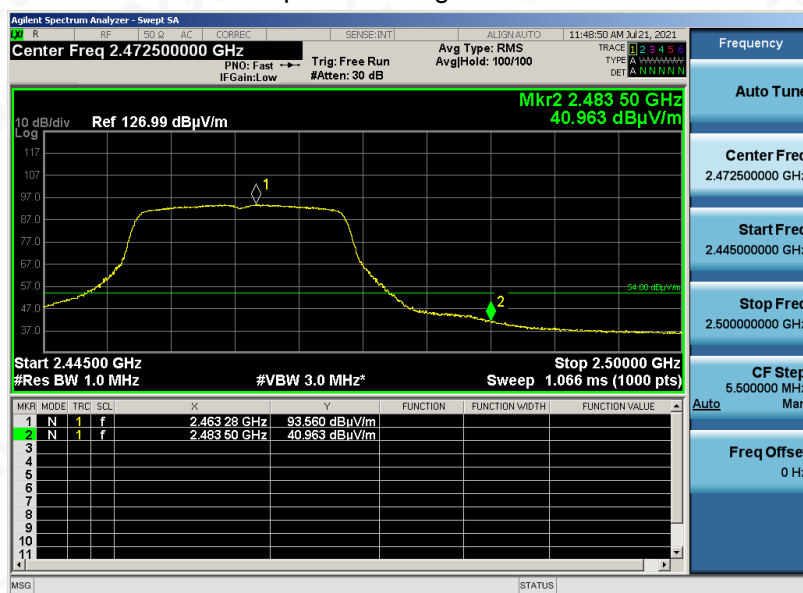 Agilent Spectrum Analyzer - Swept SA
LXI R RF 50 Ω AC CORREC SENSE:INT ALIGN AUTO 11:48:50 AM Jul 21, 2021
Center Freq 2.472500000 GHz
PNO: Fast
IFGain:Low
Trig: Free Run
#Atten: 30 dB
Avg Type: RMS
Avg|Hold: 100/100
TRACE 1 2 3 4 5 6
TYPE A WWWWW
DET A N N N N N
Mkr2 2.483 50 GHz
40.963 dBµV/m
10 dB/div Ref 126.99 dBµV/m
Log
117
107
97.0
87.0
77.0
67.0
57.0
47.0
37.0
1
2
54.00 dBµV/m
Start 2.44500 GHz Stop 2.50000 GHz
#Res BW 1.0 MHz #VBW 3.0 MHz* Sweep 1.066 ms (1000 pts)
MKR MODE TRC SCL X Y FUNCTION FUNCTION WIDTH FUNCTION VALUE
1 N 1 f 2.463 28 GHz 93.560 dBµV/m
2 N 1 f 2.483 50 GHz 40.963 dBµV/m
3
4
5
6
7
8
9
10
11
MSG STATUS
Frequency
Auto Tune
Center Freq
2.472500000 GHz
Start Freq
2.445000000 GHz
Stop Freq
2.500000000 GHz
CF Step
5.500000 MHz
Auto Man
Freq Offset
0 Hz